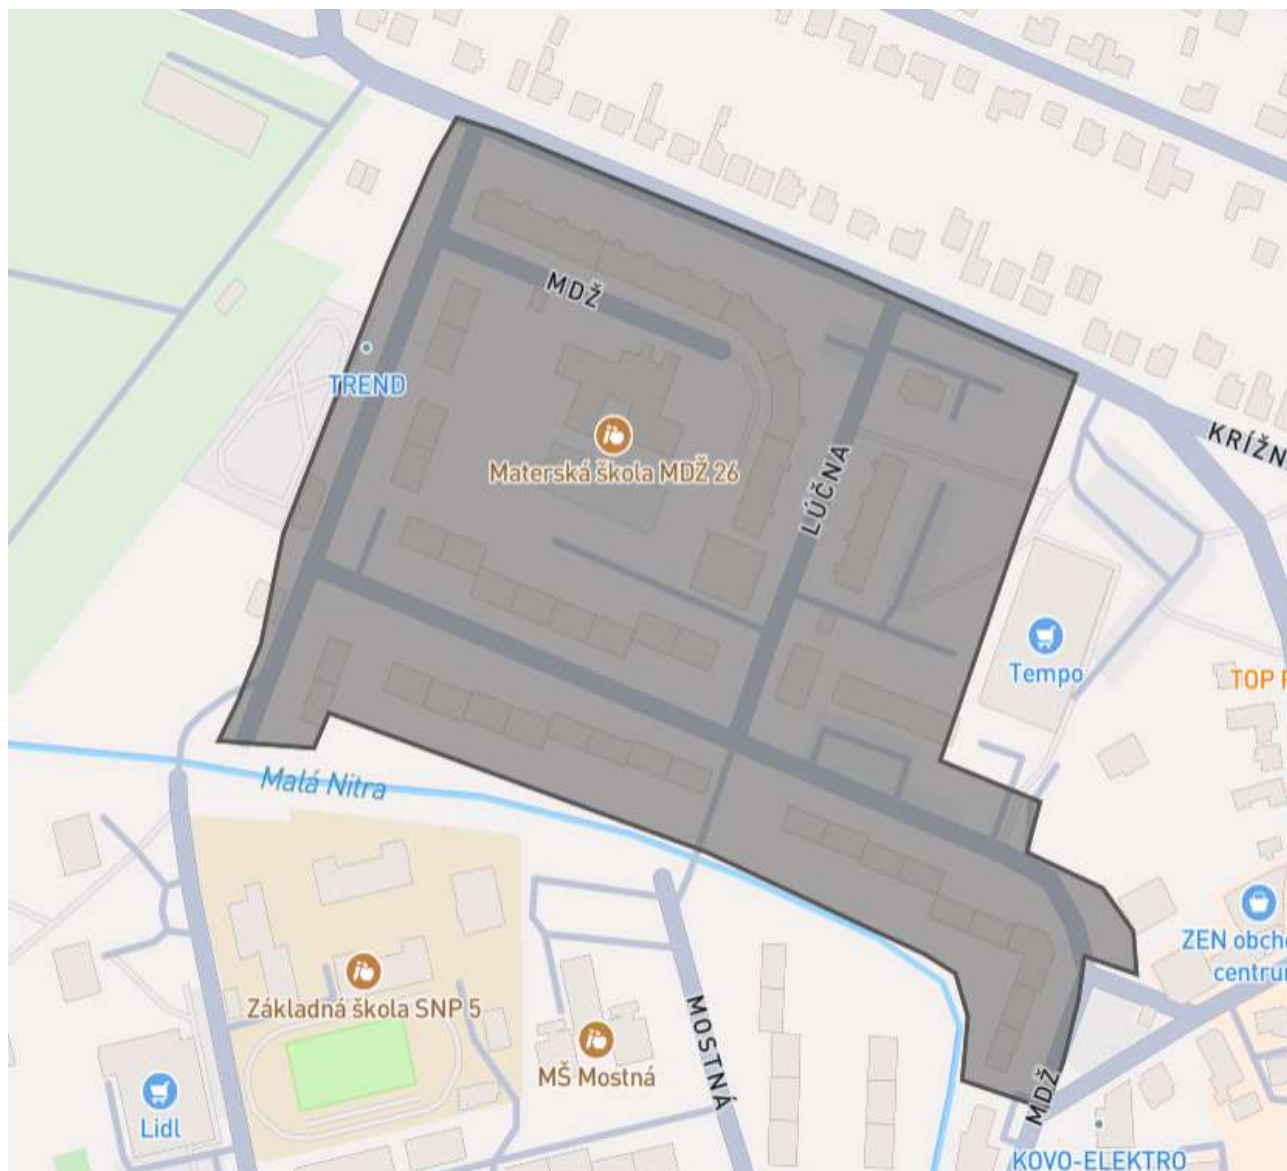 MDŽ
TREND
KRÍŽN
LÚČNA
Materská škola MDŽ 26
Tempo
TOP
Malá Nitra
ZEN obch
centru
Základná škola SNP 5
MOSTNÁ
MŠ Mostná
MDŽ
Lidl
KOVO-ELEKTRO